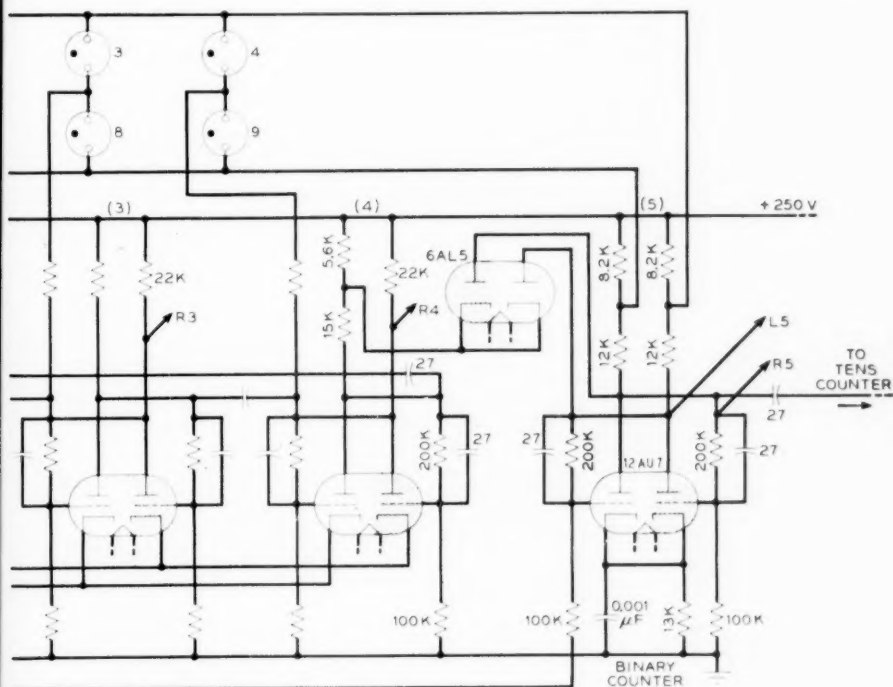 3
4
8
9
(3)
(4)
(5)
+ 250 V
5.6K
6AL5
8.2K
8.2K
22K
22K
R3
R4
15K
L5
12K
12K
R5
TO
TENS
COUNTER
27
27
27
200K
27
200K
12AU7
200K
27
100K
100K
0.001
µF
13K
100K
BINARY
COUNTER